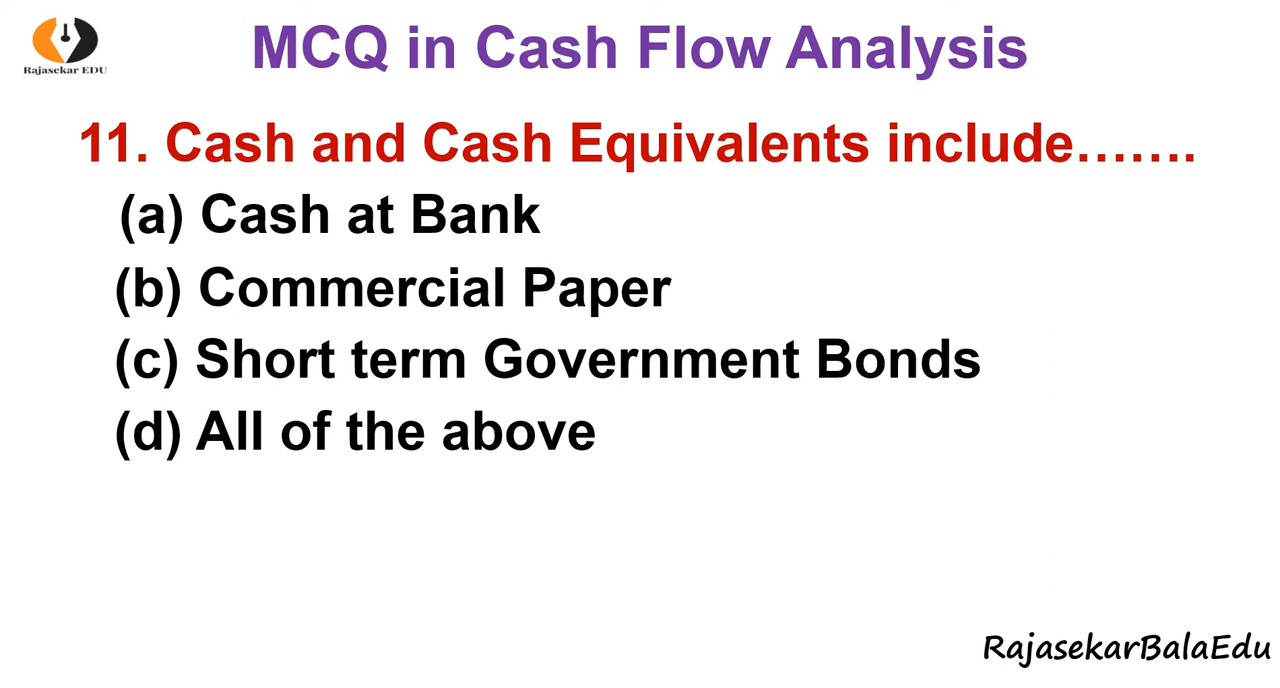 Rajasekar EDU
MCQ in Cash Flow Analysis
11. Cash and Cash Equivalents include…….
(a) Cash at Bank
(b) Commercial Paper
(c) Short term Government Bonds
(d) All of the above
RajasekarBalaEdu